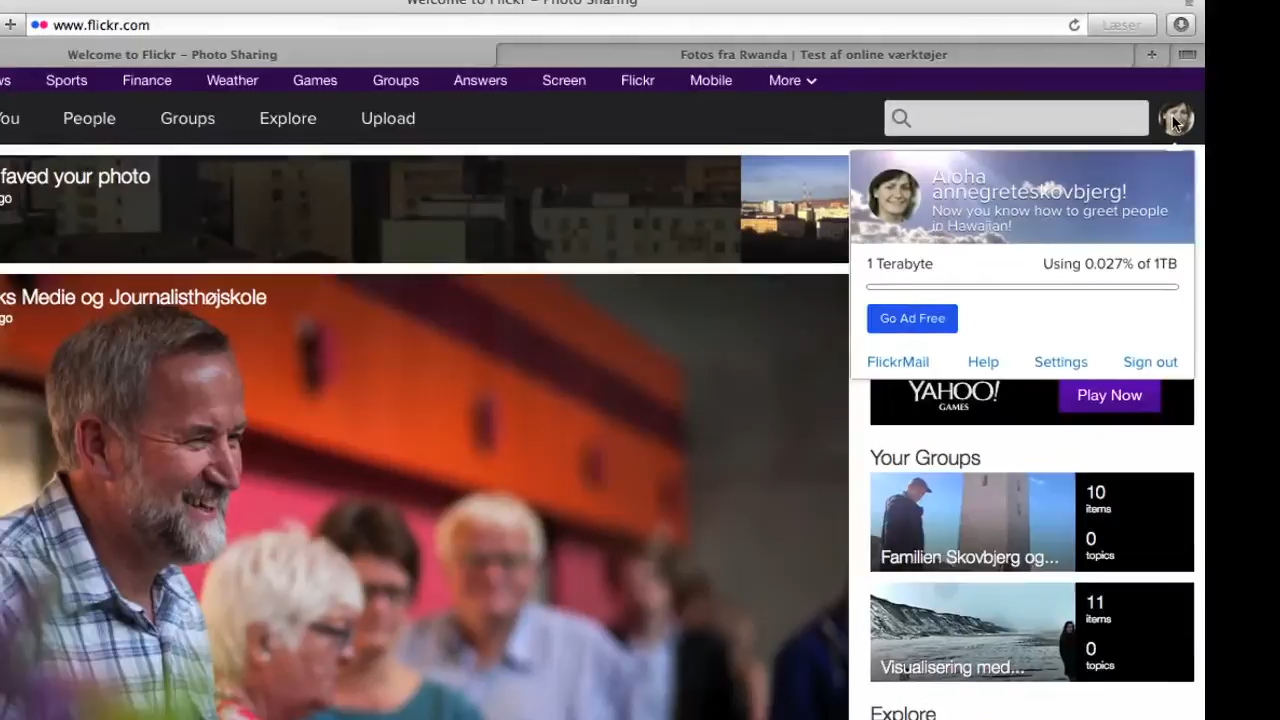 Welcome to Flickr – Photo Sharing
www.flickr.com
Læser
Welcome to Flickr – Photo Sharing
Fotos fra Rwanda | Test af online værktøjer
Sports
Finance
Weather
Games
Groups
Answers
Screen
Flickr
Mobile
More
You
People
Groups
Explore
Upload
faved your photo
go
Aloha
annegreteskovbjerg!
Now you know how to greet people
in Hawaiian!
1 Terabyte
Using 0.027% of 1TB
Go Ad Free
FlickrMail
Help
Settings
Sign out
ks Medie og Journalisthøjskole
go
YAHOO!
GAMES
Play Now
Your Groups
10
items
0
topics
Familien Skovbjerg og...
11
items
0
topics
Visualisering med...
Explore